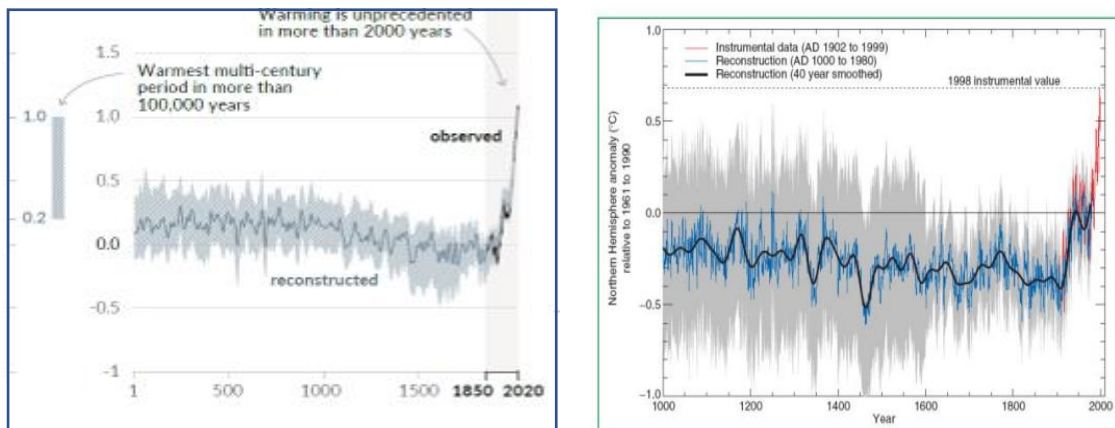 Warming is unprecedented
in more than 2000 years
1.5
Warmest multi-century
period in more than
100,000 years
1.0
1.0
observed
0.5
0.2
0.0
reconstructed
-0.5
-1
1
500
1000
1500
1850
2020
1.0
Instrumental data (AD 1902 to 1999)
Reconstruction (AD 1000 to 1980)
Reconstruction (40 year smoothed)
1998 instrumental value
0.5
Northern Hemisphere anomaly (°C)
relative to 1961 to 1990
0.0
-0.5
-1.0
1000
1200
1400
1600
1800
2000
Year